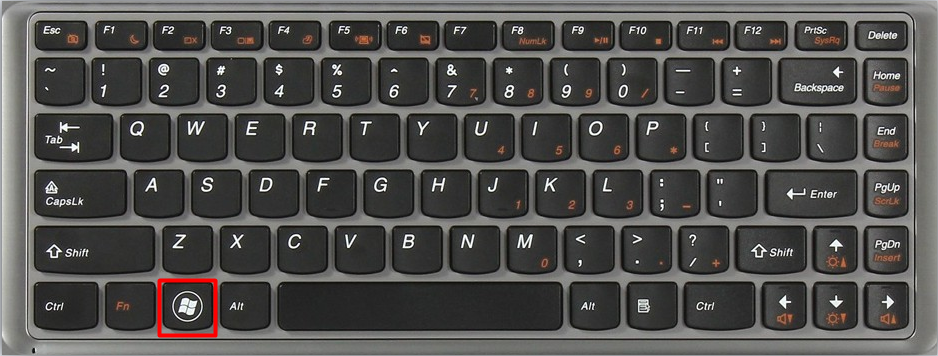 Esc F1 F2 F3 F4 F5 F6 F7 F8 NumLk F9 F10 F11 F12 PrtSc SysRq Delete
~ ` ! 1 @ 2 # 3 $ 4 % 5 ^ 6 & 7 7 * 8 8 ( 9 9 ) 0 / — - + = Backspace Home Pause
Tab Q W E R T Y U 4 I 5 O 6 P * { [ } ] ¦ \ End Break
CapsLk A S D F G H J 1 K 2 L 3 : ; - " ' Enter PgUp ScrLk
Shift Z X C V B N M 0 < , > . . ? / + Shift PgDn Insert
Ctrl Fn Alt Alt Ctrl